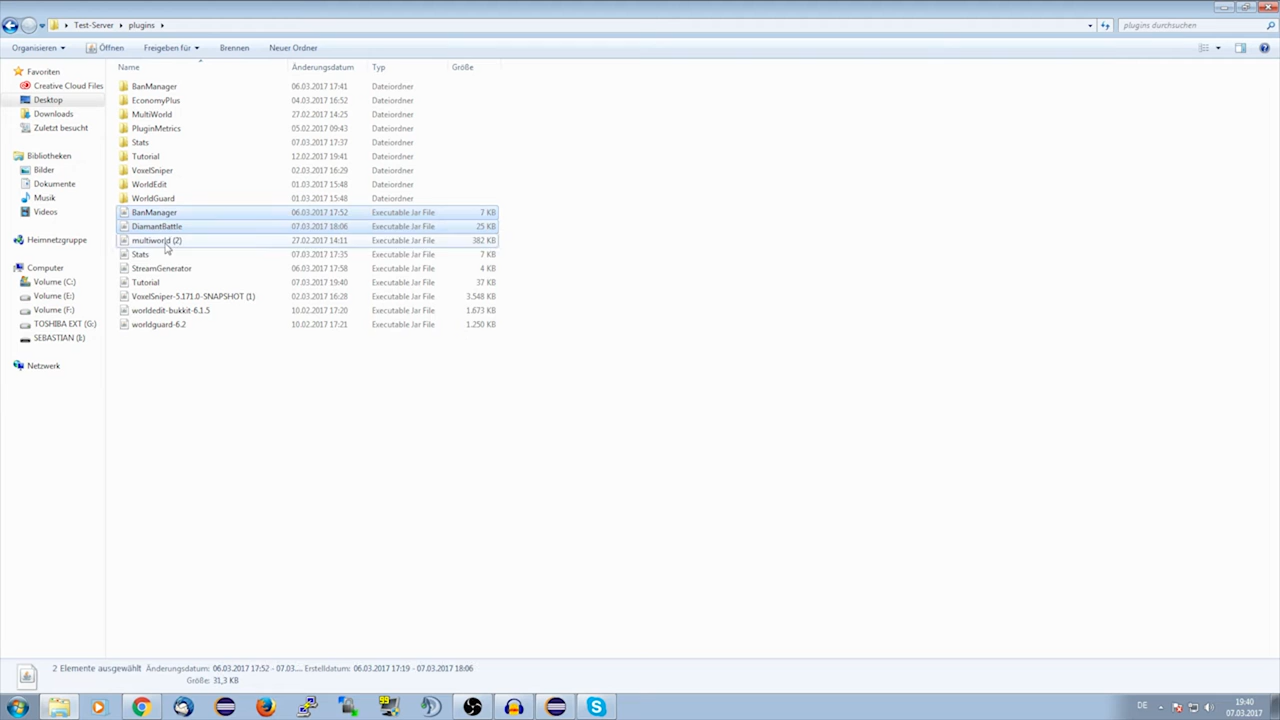 Test-Server plugins
plugins durchsuchen
Organisieren Öffnen Freigeben für Brennen Neuer Ordner
Name Änderungsdatum Typ Größe
Favoriten
Creative Cloud Files
Desktop
Downloads
Zuletzt besucht
Bibliotheken
Bilder
Dokumente
Musik
Videos
Heimnetzgruppe
Computer
Volume (C:)
Volume (E:)
Volume (F:)
TOSHIBA EXT (G:)
SEBASTIAN (I:)
Netzwerk
BanManager 06.03.2017 17:41 Dateiordner
EconomyPlus 04.03.2017 16:52 Dateiordner
MultiWorld 27.02.2017 14:25 Dateiordner
PluginMetrics 05.02.2017 09:43 Dateiordner
Stats 07.03.2017 17:37 Dateiordner
Tutorial 12.02.2017 19:41 Dateiordner
VoxelSniper 02.03.2017 16:29 Dateiordner
WorldEdit 01.03.2017 15:48 Dateiordner
WorldGuard 01.03.2017 15:48 Dateiordner
BanManager 06.03.2017 17:52 Executable Jar File 7 KB
DiamantBattle 07.03.2017 18:06 Executable Jar File 25 KB
multiworld (2) 27.02.2017 14:11 Executable Jar File 382 KB
Stats 07.03.2017 17:35 Executable Jar File 7 KB
StreamGenerator 06.03.2017 17:58 Executable Jar File 4 KB
Tutorial 07.03.2017 19:40 Executable Jar File 37 KB
VoxelSniper-5.171.0-SNAPSHOT (1) 02.03.2017 16:28 Executable Jar File 3.548 KB
worldedit-bukkit-6.1.5 10.02.2017 17:20 Executable Jar File 1.673 KB
worldguard-6.2 10.02.2017 17:21 Executable Jar File 1.250 KB
2 Elemente ausgewählt Änderungsdatum: 06.03.2017 17:52 - 07.03.... Erstelldatum: 06.03.2017 17:19 - 07.03.2017 18:06
Größe: 31,3 KB
99
DE
19:40
07.03.2017